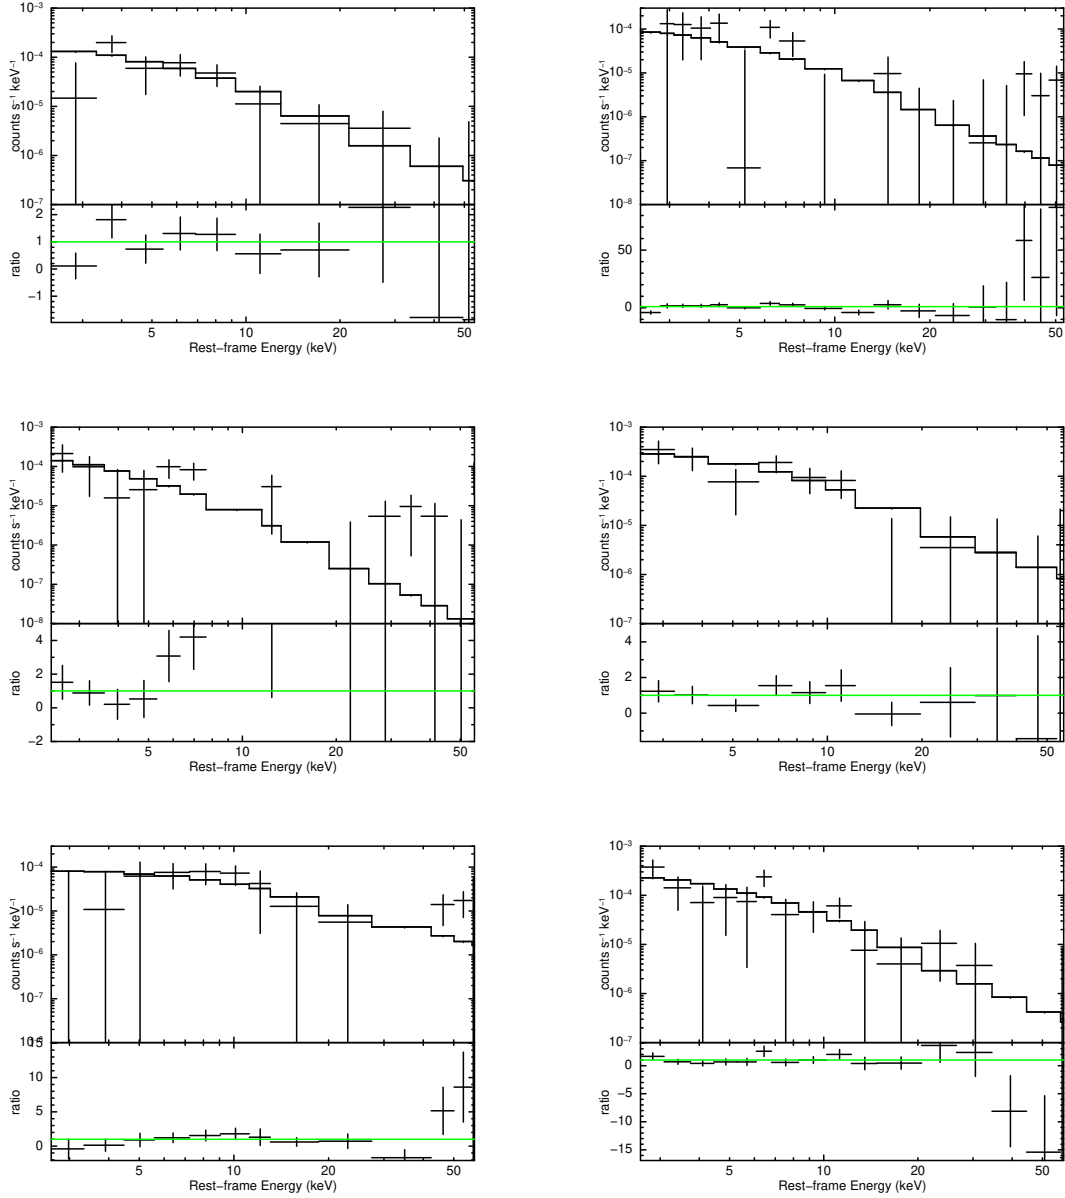 10⁻³
10⁻⁴
10⁻⁵
10⁻⁶
10⁻⁷
counts s⁻¹ keV⁻¹
2
1
0
−1
ratio
5 10 20 50
Rest−frame Energy (keV)
10⁻⁴
10⁻⁵
10⁻⁶
10⁻⁷
10⁻⁸
counts s⁻¹ keV⁻¹
50
0
ratio
5 10 20 50
Rest−frame Energy (keV)
10⁻³
10⁻⁴
10⁻⁵
10⁻⁶
10⁻⁷
10⁻⁸
counts s⁻¹ keV⁻¹
4
2
0
−2
ratio
5 10 20 50
Rest−frame Energy (keV)
10⁻³
10⁻⁴
10⁻⁵
10⁻⁶
10⁻⁷
counts s⁻¹ keV⁻¹
4
2
0
ratio
5 10 20 50
Rest−frame Energy (keV)
10⁻⁴
10⁻⁵
10⁻⁶
10⁻⁷
counts s⁻¹ keV⁻¹
15
10
5
0
ratio
5 10 20 50
Rest−frame Energy (keV)
10⁻³
10⁻⁴
10⁻⁵
10⁻⁶
10⁻⁷
counts s⁻¹ keV⁻¹
0
−5
−10
−15
ratio
5 10 20 50
Rest−frame Energy (keV)